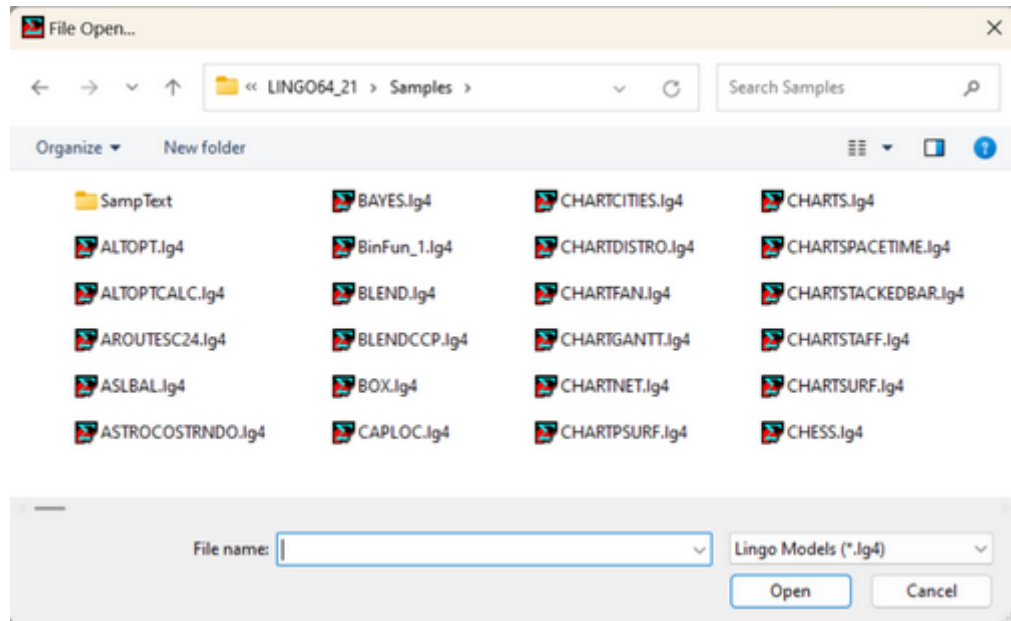 File Open...
« LINGO64_21 › Samples ›
Search Samples
Organize New folder
SampText BAYES.lg4 CHARTCITIES.lg4 CHARTS.lg4
ALTOPT.lg4 BinFun_1.lg4 CHARTDISTRO.lg4 CHARTSPACETIME.lg4
ALTOPTCALC.lg4 BLEND.lg4 CHARTFAN.lg4 CHARTSTACKEDBAR.lg4
AROUTESC24.lg4 BLENDCCP.lg4 CHARTGANTT.lg4 CHARTSTAFF.lg4
ASLBAL.lg4 BOX.lg4 CHARTNET.lg4 CHARTSURF.lg4
ASTROCOSTRNDO.lg4 CAPLOC.lg4 CHARTPSURF.lg4 CHESS.lg4
File name: Lingo Models (*.lg4)
Open Cancel